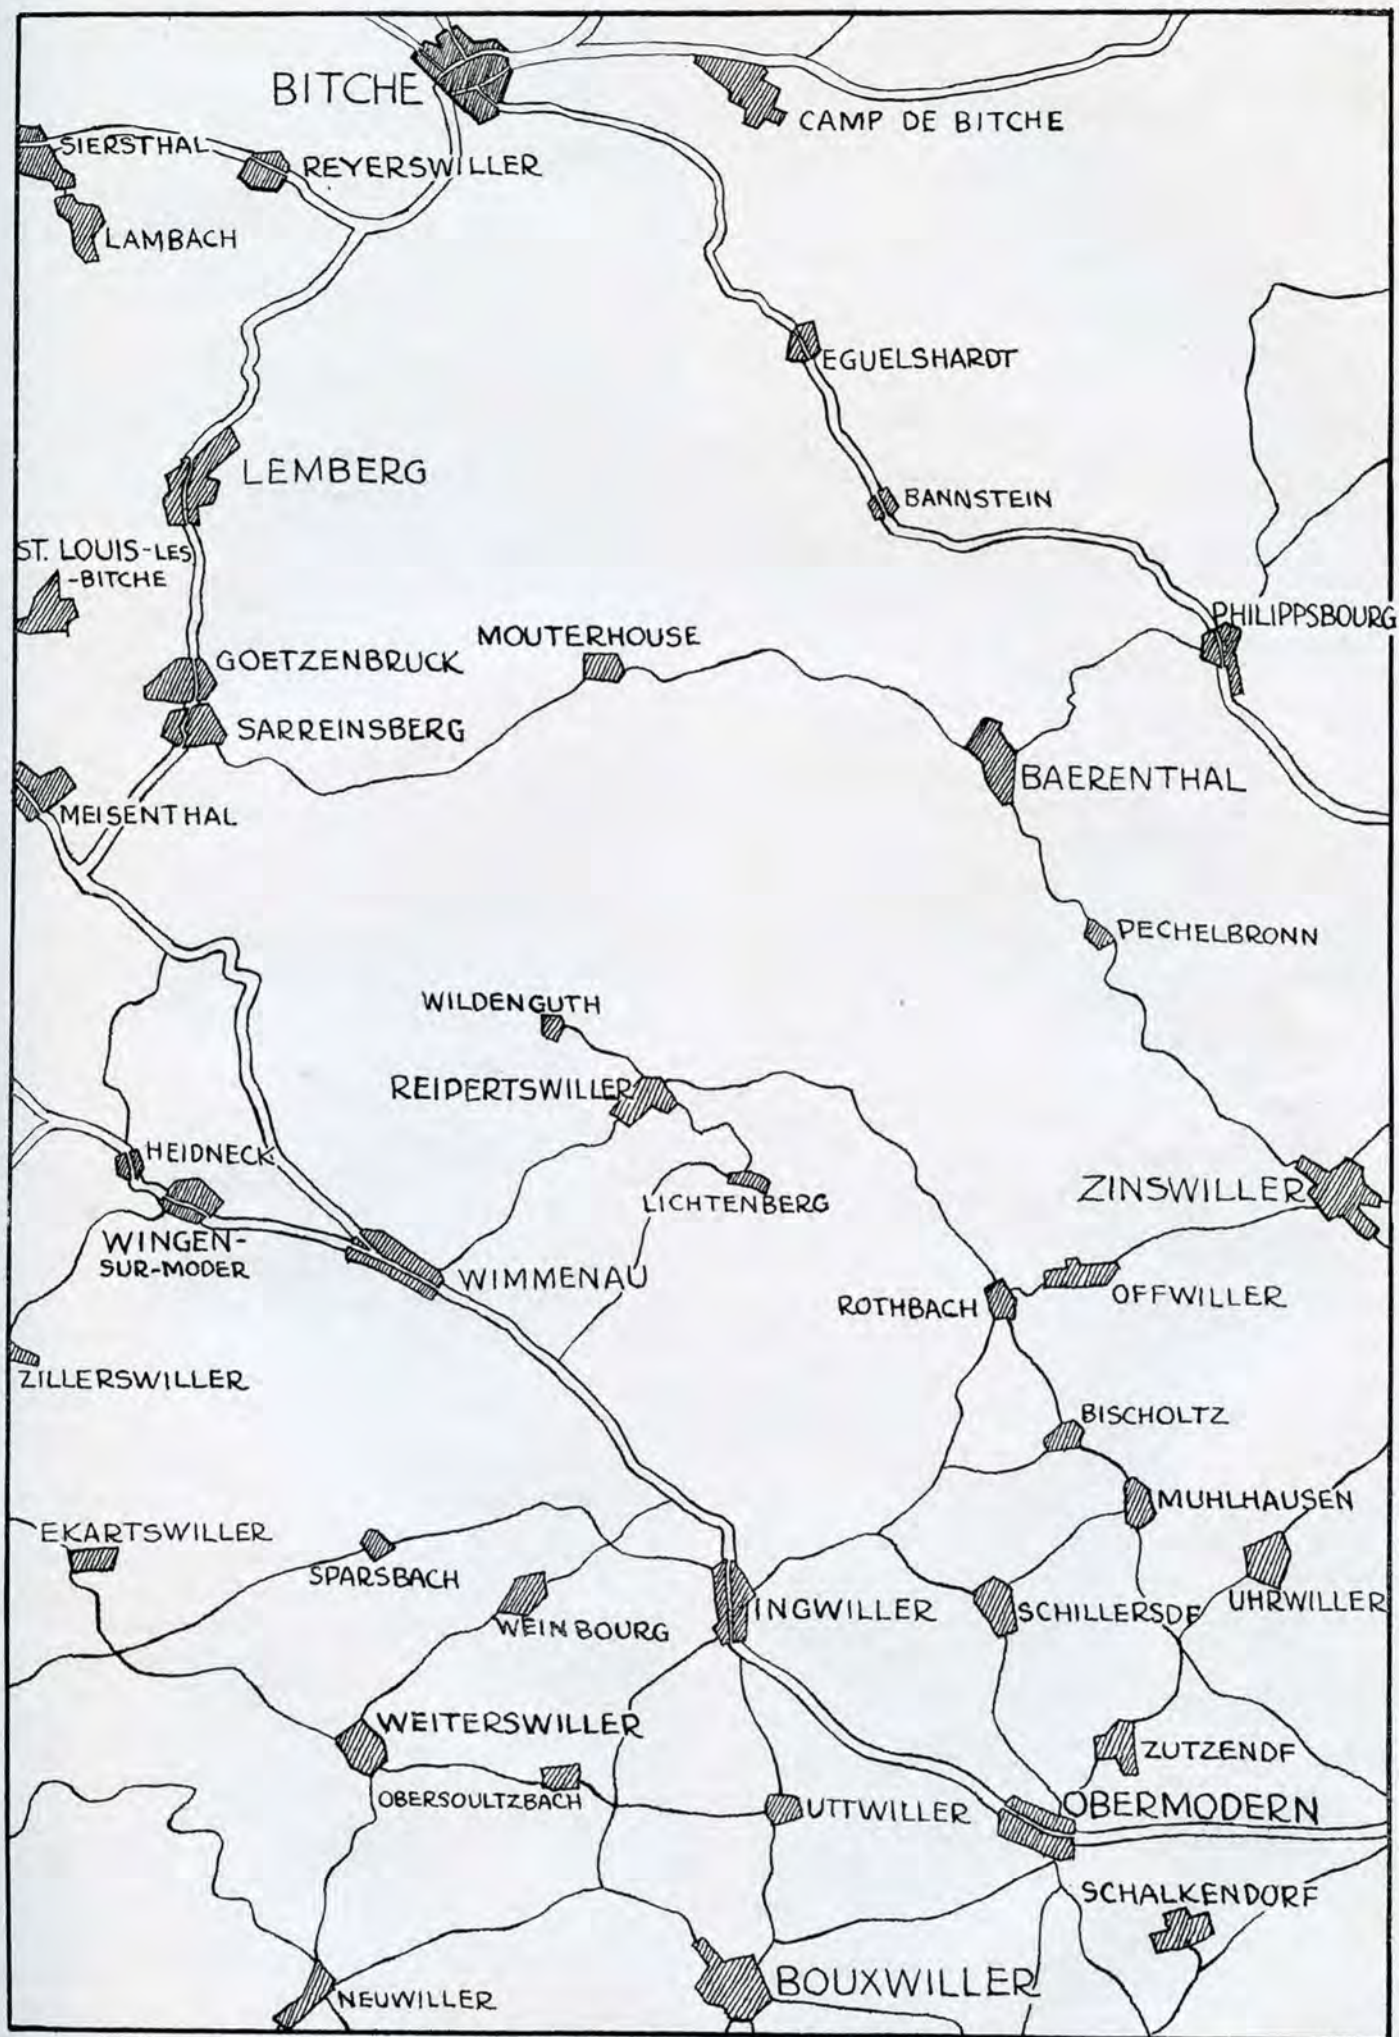 BITCHE
CAMP DE BITCHE
SIERSTHAL
REYERSWILLER
LAMBACH
EGUELSHARDT
LEMBERG
BANNSTEIN
ST. LOUIS-LES
-BITCHE
PHILIPPSBOURG
MOUTERHOUSE
GOETZENBRUCK
SARREINSBERG
BAERENTHAL
MEISENTHAL
PECHELBRONN
WILDENGUTH
REIPERTSWILLER
HEIDNECK
LICHTENBERG
ZINSWILLER
WINGEN-
SUR-MODER
WIMMENAU
OFFWILLER
ROTHBACH
ZILLERSWILLER
BISCHOLTZ
MUHLHAUSEN
EKARTSWILLER
SPARSBACH
UHRWILLER
INGWILLER
SCHILLERSDF
WEINBOURG
WEITERSWILLER
ZUTZENDF
OBERSOULTZBACH
UTTWILLER
OBERMODERN
SCHALKENDORF
BOUXWILLER
NEUWILLER